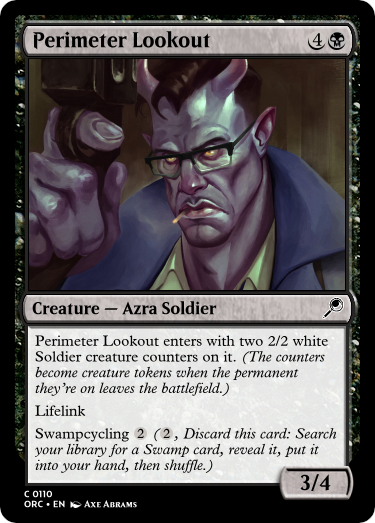 Perimeter Lookout 4
Creature — Azra Soldier
Perimeter Lookout enters with two 2/2 white
Soldier creature counters on it. (The counters
become creature tokens when the permanent
they're on leaves the battlefield.)
Lifelink
Swampcycling 2 (2, Discard this card: Search
your library for a Swamp card, reveal it, put it
into your hand, then shuffle.)
3/4
C 0110
ORC • EN Axe Abrams